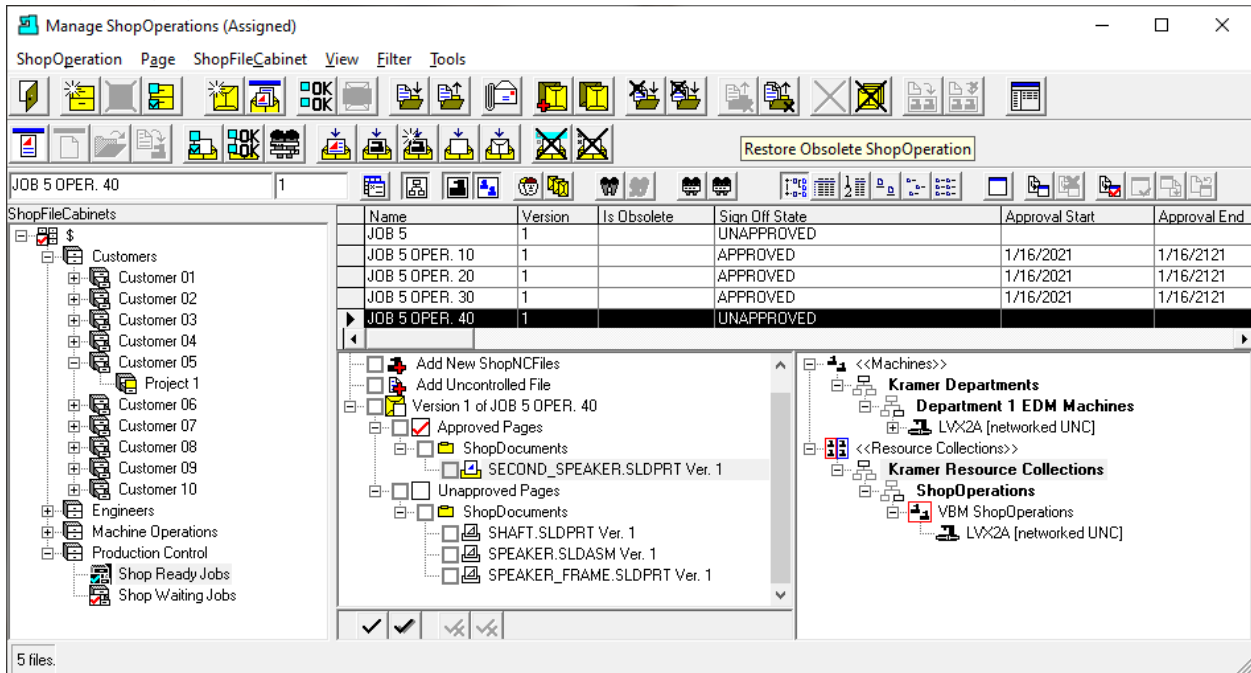 Manage ShopOperations (Assigned)
ShopOperation Page ShopFileCabinet View Filter Tools
OK
OK
OK
OK
Restore Obsolete ShopOperation
JOB 5 OPER. 40 1
ShopFileCabinets
$
Customers
Customer 01
Customer 02
Customer 03
Customer 04
Customer 05
Project 1
Customer 06
Customer 07
Customer 08
Customer 09
Customer 10
Engineers
Machine Operations
Production Control
Shop Ready Jobs
Shop Waiting Jobs
Name Version Is Obsolete Sign Off State Approval Start Approval End
JOB 5 1 UNAPPROVED
JOB 5 OPER. 10 1 APPROVED 1/16/2021 1/16/2121
JOB 5 OPER. 20 1 APPROVED 1/16/2021 1/16/2121
JOB 5 OPER. 30 1 APPROVED 1/16/2021 1/16/2121
JOB 5 OPER. 40 1 UNAPPROVED
Add New ShopNCFiles
Add Uncontrolled File
Version 1 of JOB 5 OPER. 40
Approved Pages
ShopDocuments
SECOND_SPEAKER.SLDPRT Ver. 1
Unapproved Pages
ShopDocuments
SHAFT.SLDPRT Ver. 1
SPEAKER.SLDASM Ver. 1
SPEAKER_FRAME.SLDPRT Ver. 1
<<Machines>>
Kramer Departments
Department 1 EDM Machines
LVX2A [networked UNC]
<<Resource Collections>>
Kramer Resource Collections
ShopOperations
VBM ShopOperations
LVX2A [networked UNC]
5 files.